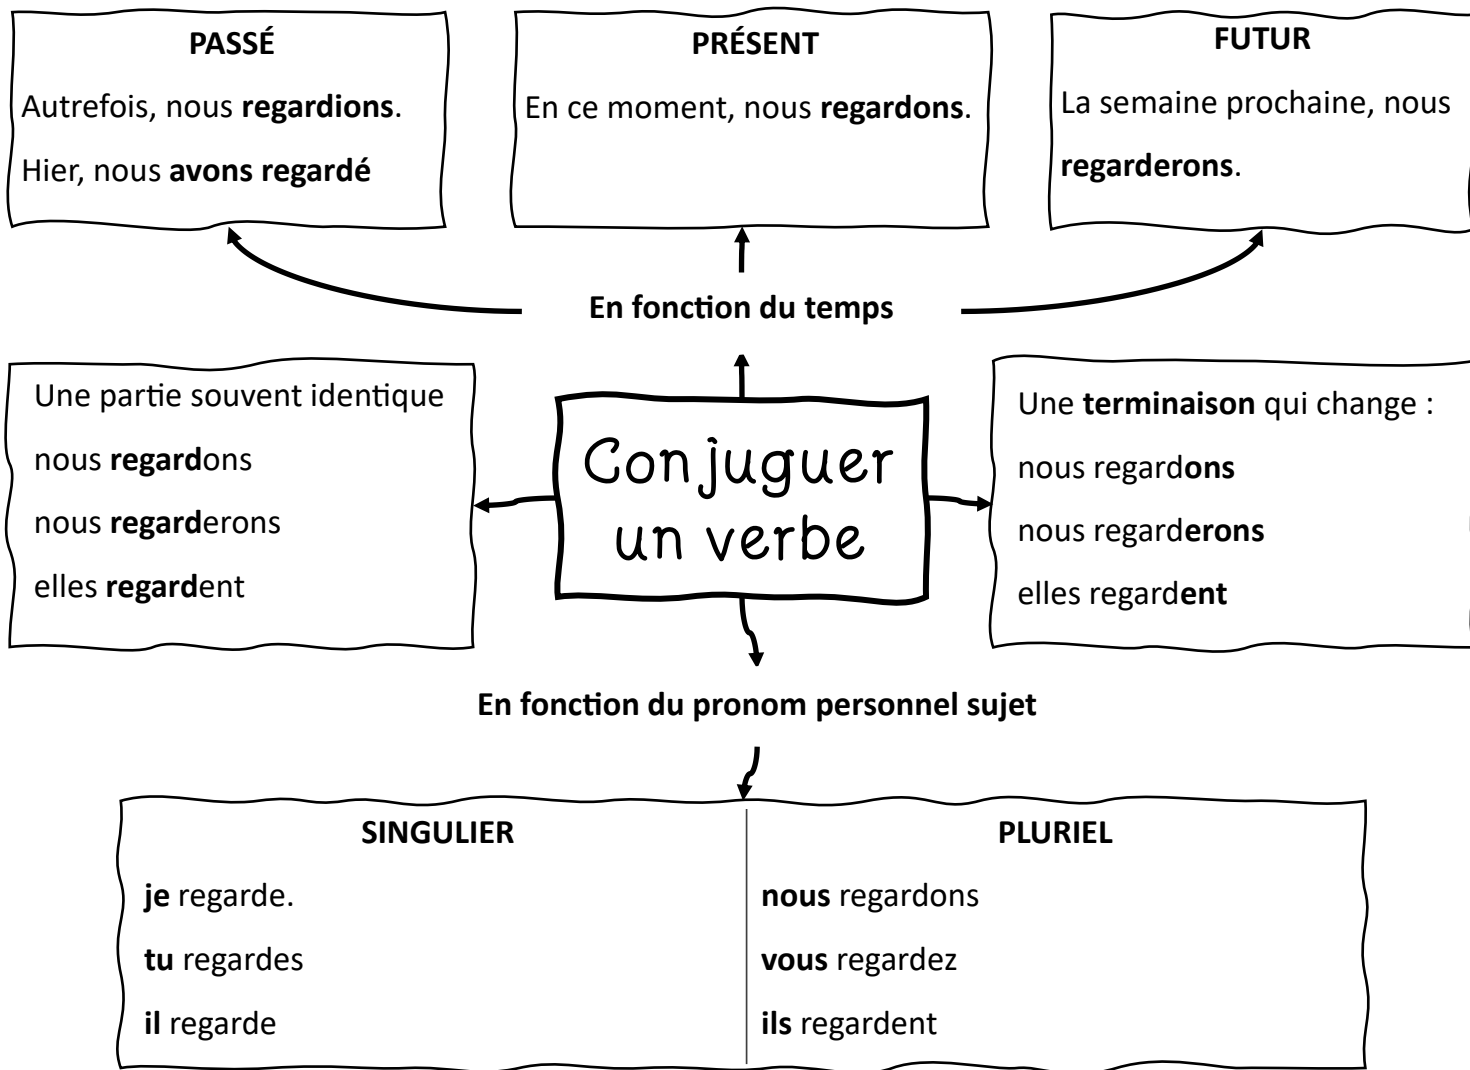 PASSÉ
Autrefois, nous regardions.
Hier, nous avons regardé
PRÉSENT
En ce moment, nous regardons.
FUTUR
La semaine prochaine, nous
regarderons.
En fonction du temps
Une partie souvent identique
nous regardons
nous regarderons
elles regardent
Conjuguer
un verbe
Une terminaison qui change :
nous regardons
nous regarderons
elles regardent
En fonction du pronom personnel sujet
SINGULIER
je regarde.
tu regardes
il regarde
PLURIEL
nous regardons
vous regardez
ils regardent